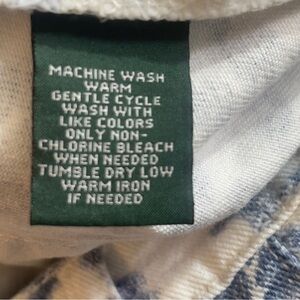 MACHINE WASH
WARM
GENTLE CYCLE
WASH WITH
LIKE COLORS
ONLY NON-
CHLORINE BLEACH
WHEN NEEDED
TUMBLE DRY LOW
WARM IRON
IF NEEDED